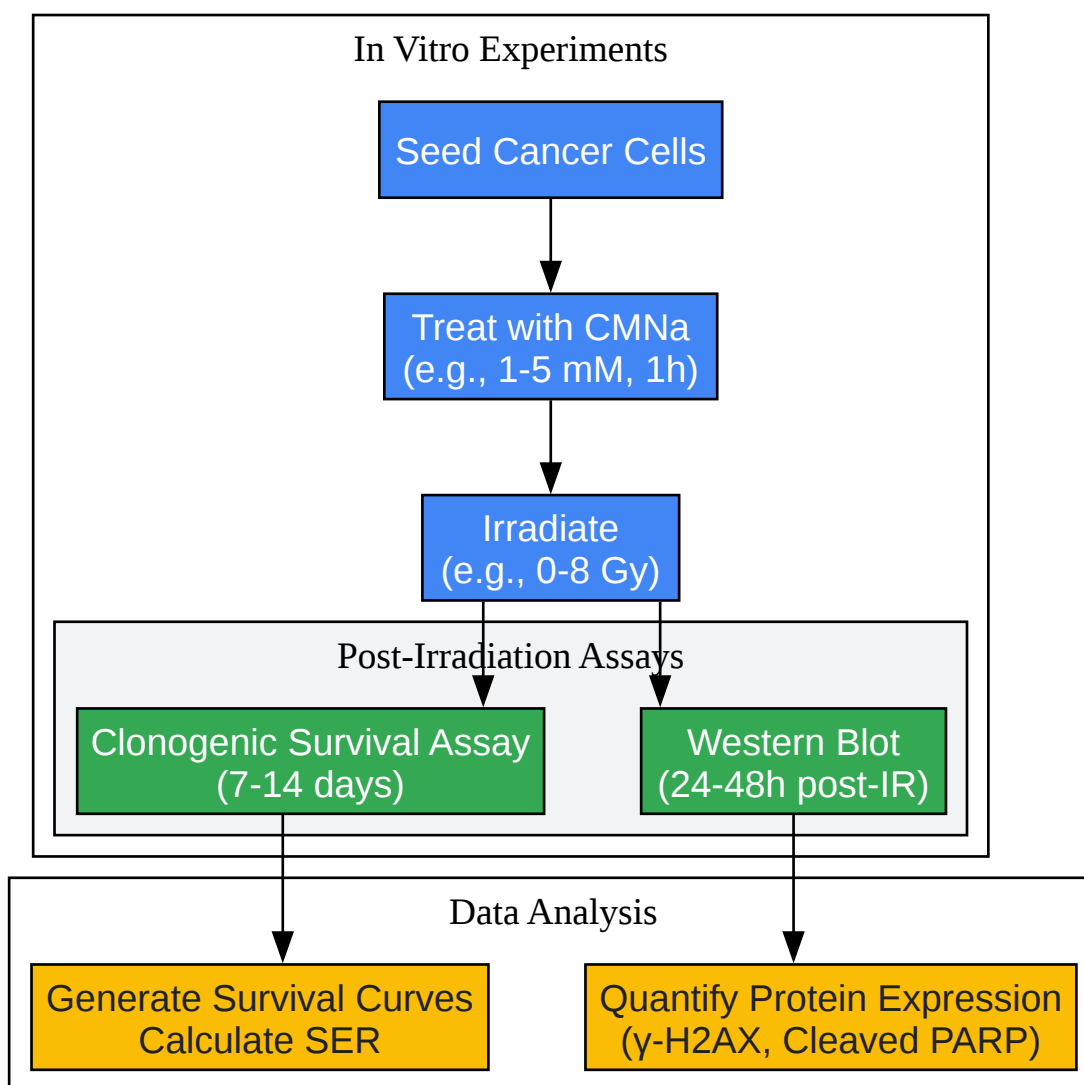 In Vitro Experiments
Seed Cancer Cells
Treat with CMNa
(e.g., 1-5 mM, 1h)
Irradiate
(e.g., 0-8 Gy)
Post-Irradiation Assays
Clonogenic Survival Assay
(7-14 days)
Western Blot
(24-48h post-IR)
Data Analysis
Generate Survival Curves
Calculate SER
Quantify Protein Expression
(γ-H2AX, Cleaved PARP)